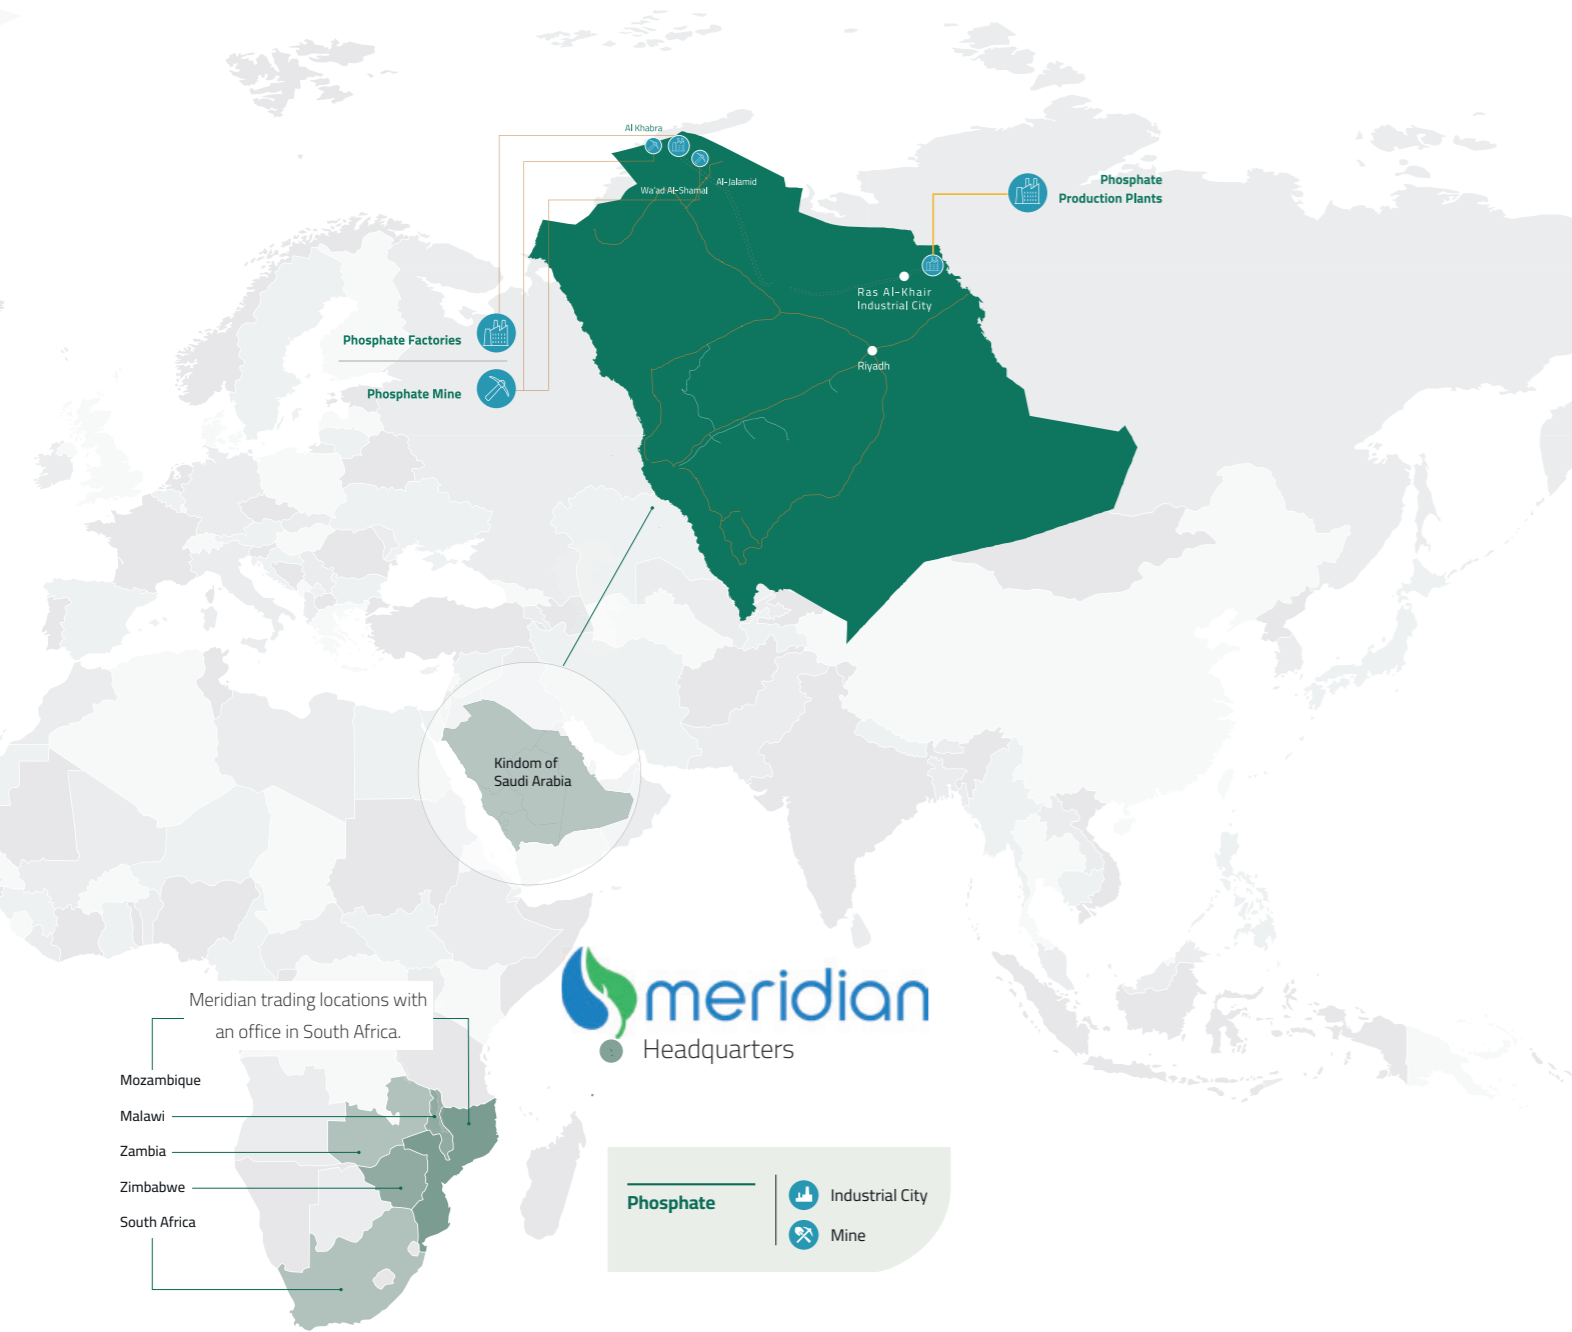 Al Khabra
Wa'ad Al-Shamal
Al-Jalamid
Phosphate
Production Plants
Ras Al-Khair
Industrial City
Riyadh
Phosphate Factories
Phosphate Mine
Kindom of
Saudi Arabia
meridian
Headquarters
Meridian trading locations with
an office in South Africa.
Mozambique
Malawi
Zambia
Zimbabwe
South Africa
Phosphate
Industrial City
Mine